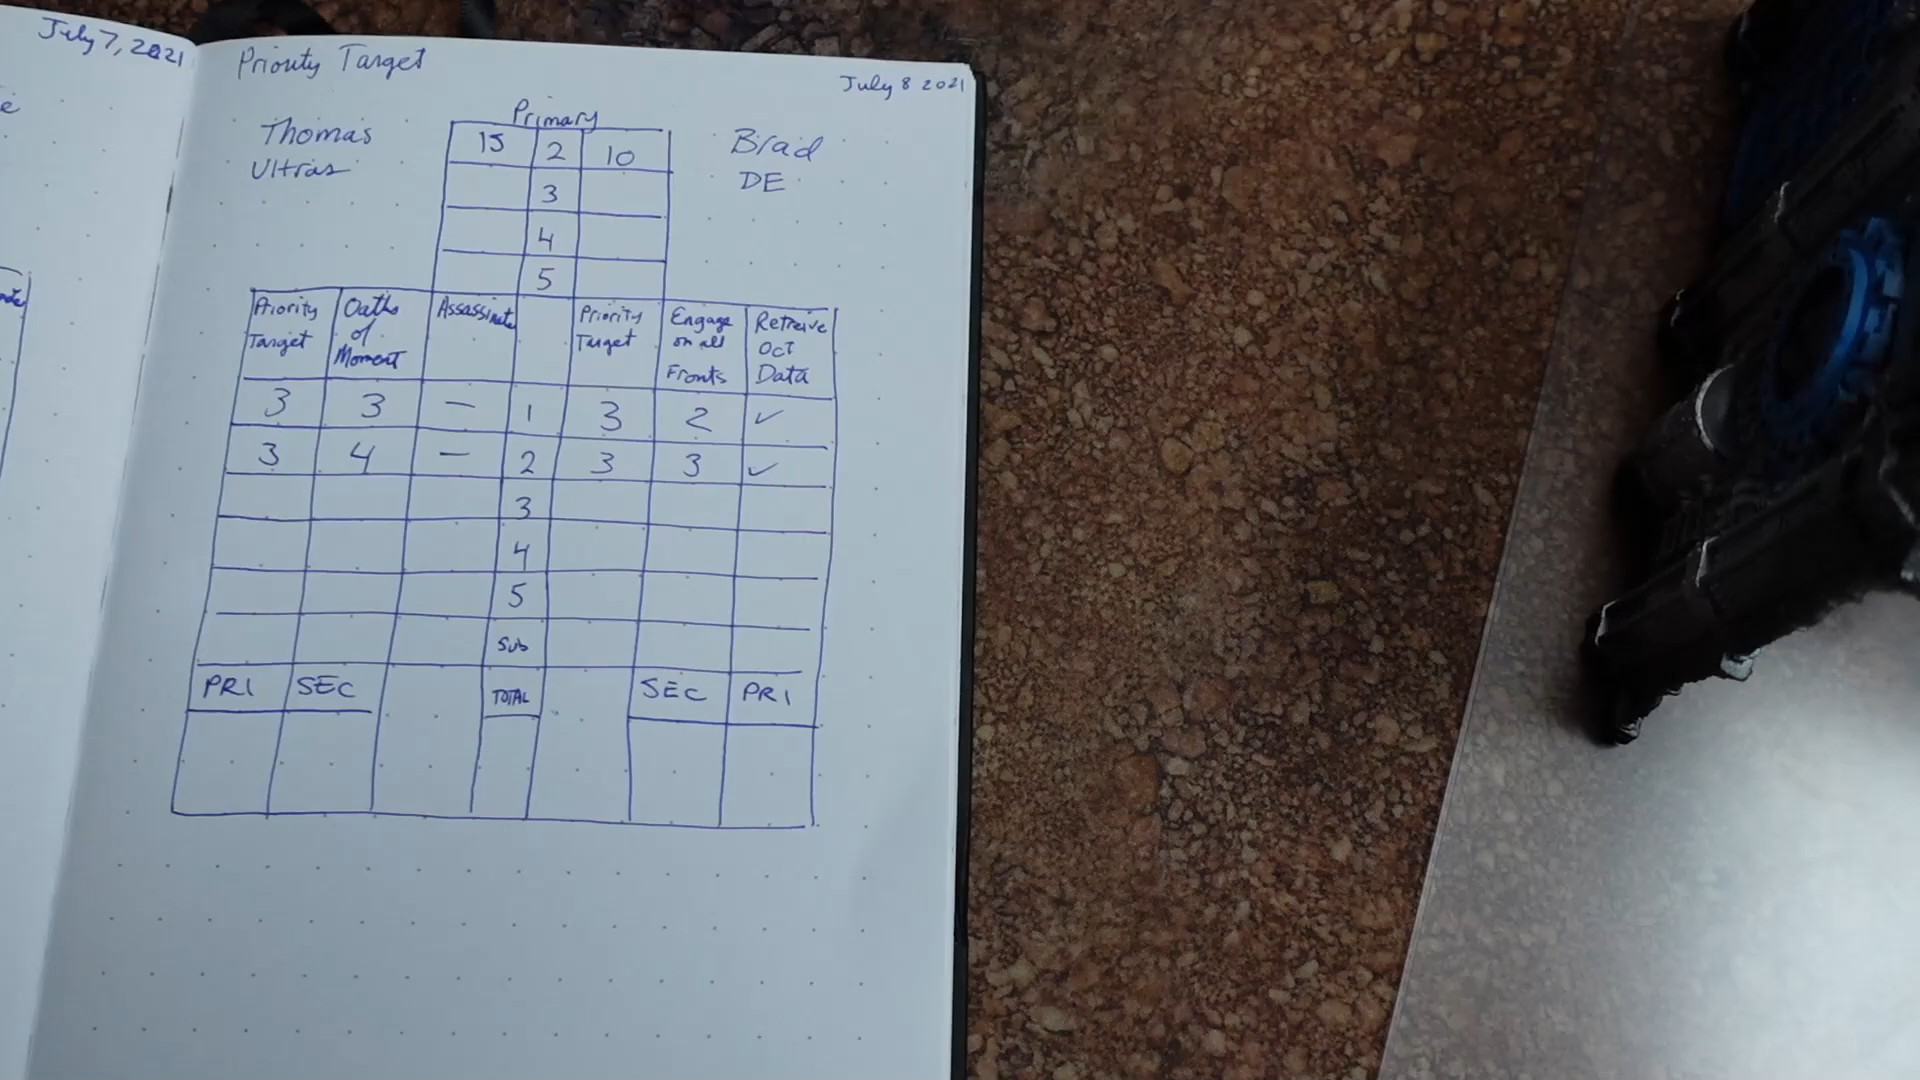 July 7, 2021
Priority Target
July 8 2021
Primary
Thomas
Ultras
Brad
DE
15 2 10
3
4
5
Priority Target
Oaths of Moment
Assassinate
Priority Target
Engage on all Fronts
Retreive Oct Data
3 3 — 1 3 2 ✓
3 4 — 2 3 3 ✓
3
4
5
Sub
PRI SEC TOTAL SEC PRI